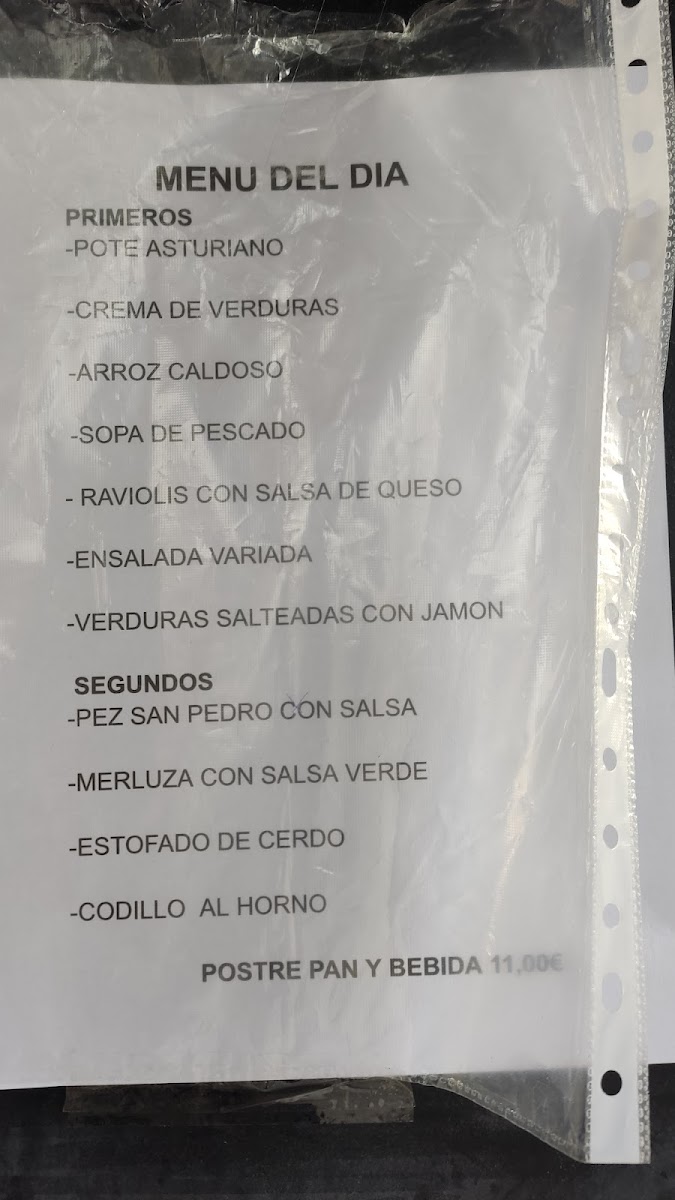 MENU DEL DIA
PRIMEROS
-POTE ASTURIANO
-CREMA DE VERDURAS
-ARROZ CALDOSO
-SOPA DE PESCADO
- RAVIOLIS CON SALSA DE QUESO
-ENSALADA VARIADA
-VERDURAS SALTEADAS CON JAMON
SEGUNDOS
-PEZ SAN PEDRO CON SALSA
-MERLUZA CON SALSA VERDE
-ESTOFADO DE CERDO
-CODILLO  AL HORNO
POSTRE PAN Y BEBIDA 11,00€